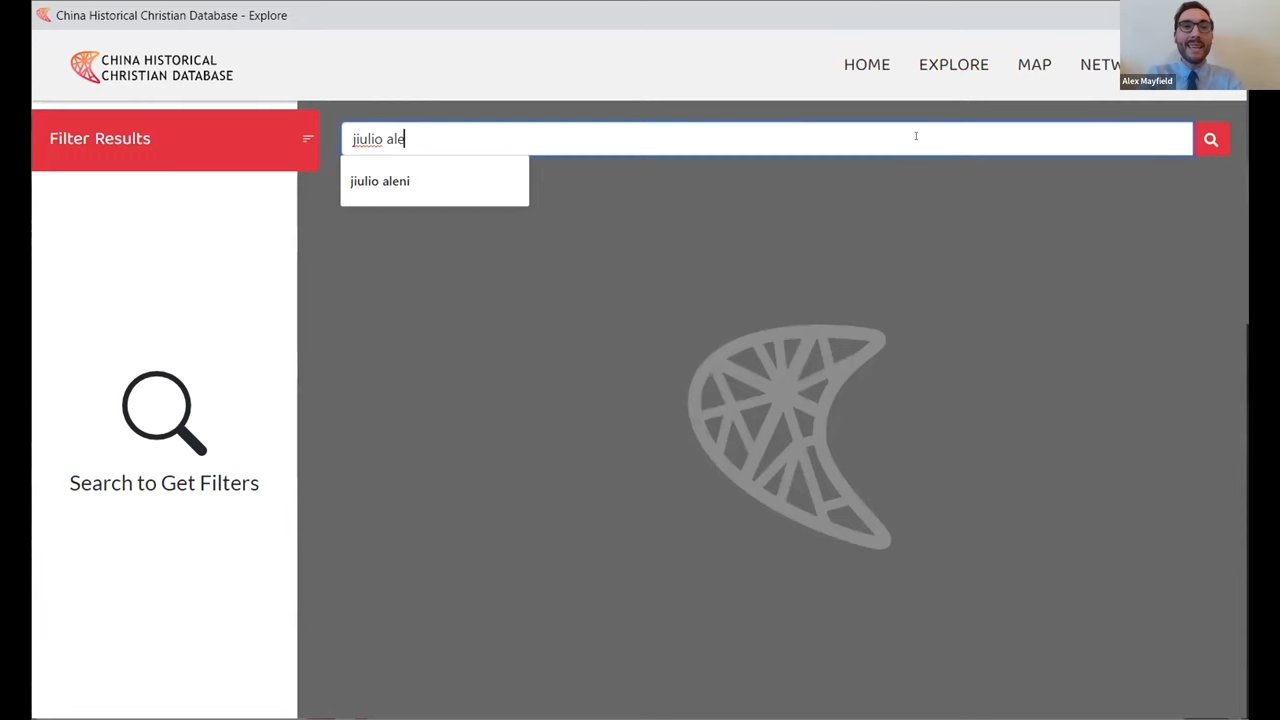 China Historical Christian Database - Explore
CHINA HISTORICAL
CHRISTIAN DATABASE
HOME EXPLORE MAP NETW
Alex Mayfield
Filter Results
jiulio ale
jiulio aleni
Search to Get Filters